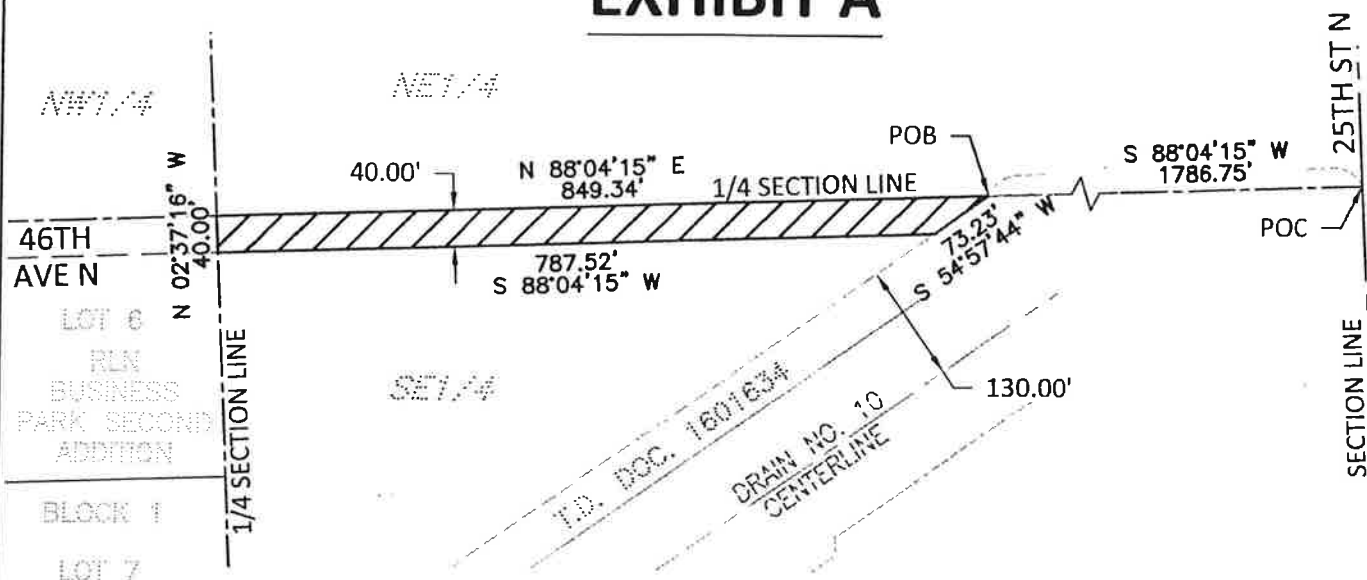 EXHIBIT A
NW1/4
NE1/4
25TH ST N
POB
S 88°04'15" W
1786.75'
40.00'
N 88°04'15" E
849.34'
1/4 SECTION LINE
N 02°37'16" W
40.00'
46TH
AVE N
POC
787.52'
S 88°04'15" W
73.23'
S 54°57'44" W
LOT 6
RLN
BUSINESS
PARK SECOND
ADDITION
1/4 SECTION LINE
SE1/4
130.00'
SECTION LINE
T.D. DOC. 1601634
DRAIN NO. 10
CENTERLINE
BLOCK 1
LOT 7